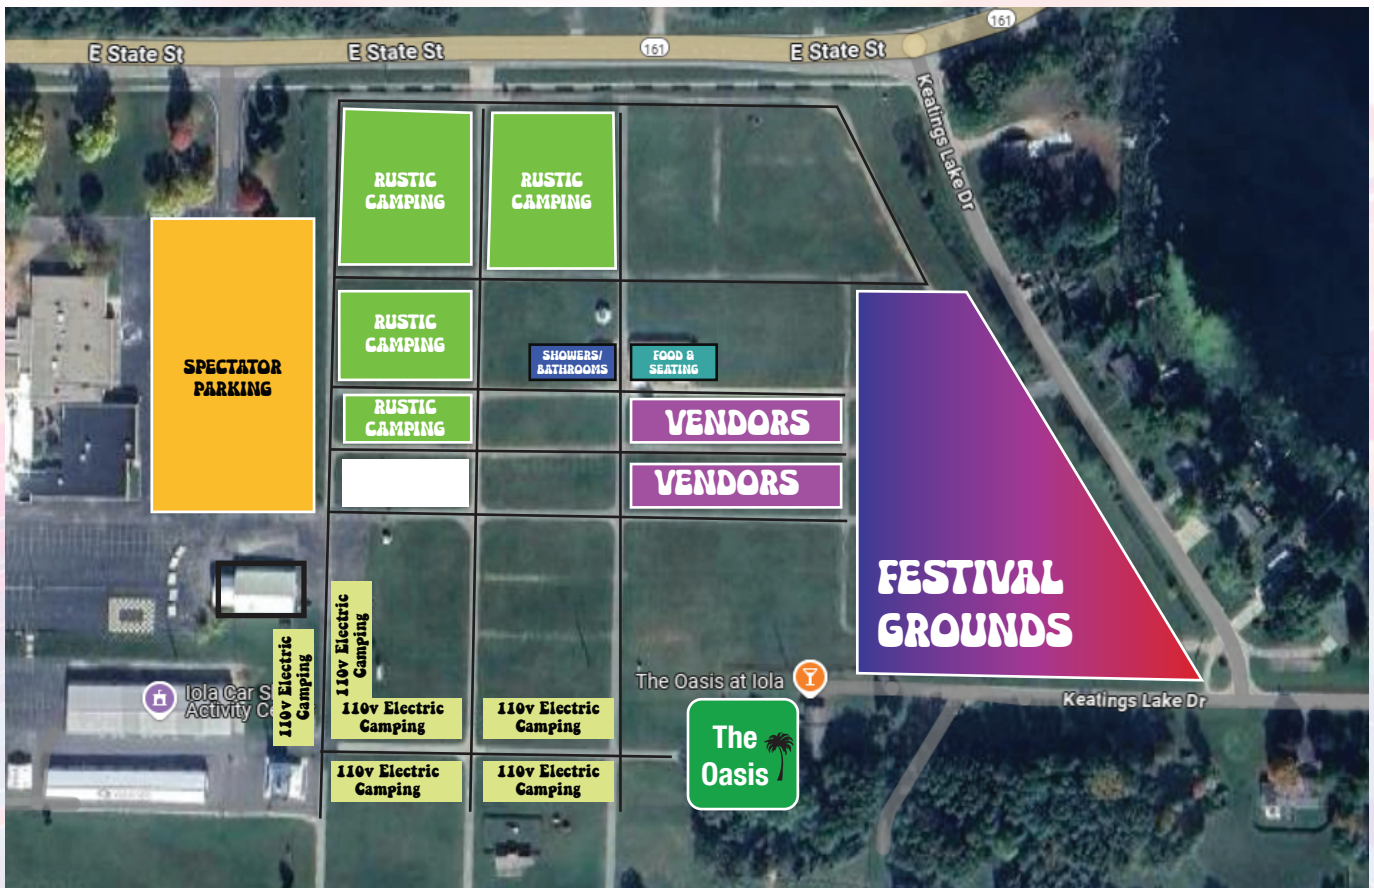 E State St
E State St
161
E State St
161
Keatings Lake Dr
RUSTIC
CAMPING
RUSTIC
CAMPING
RUSTIC
CAMPING
SPECTATOR
PARKING
SHOWERS/
BATHROOMS
FOOD &
SEATING
RUSTIC
CAMPING
VENDORS
VENDORS
FESTIVAL
GROUNDS
110v Electric
Camping
110v Electric
Camping
Iola Car S
Activity Ce
The Oasis at Iola
Keatings Lake Dr
110v Electric
Camping
110v Electric
Camping
The
Oasis
110v Electric
Camping
110v Electric
Camping